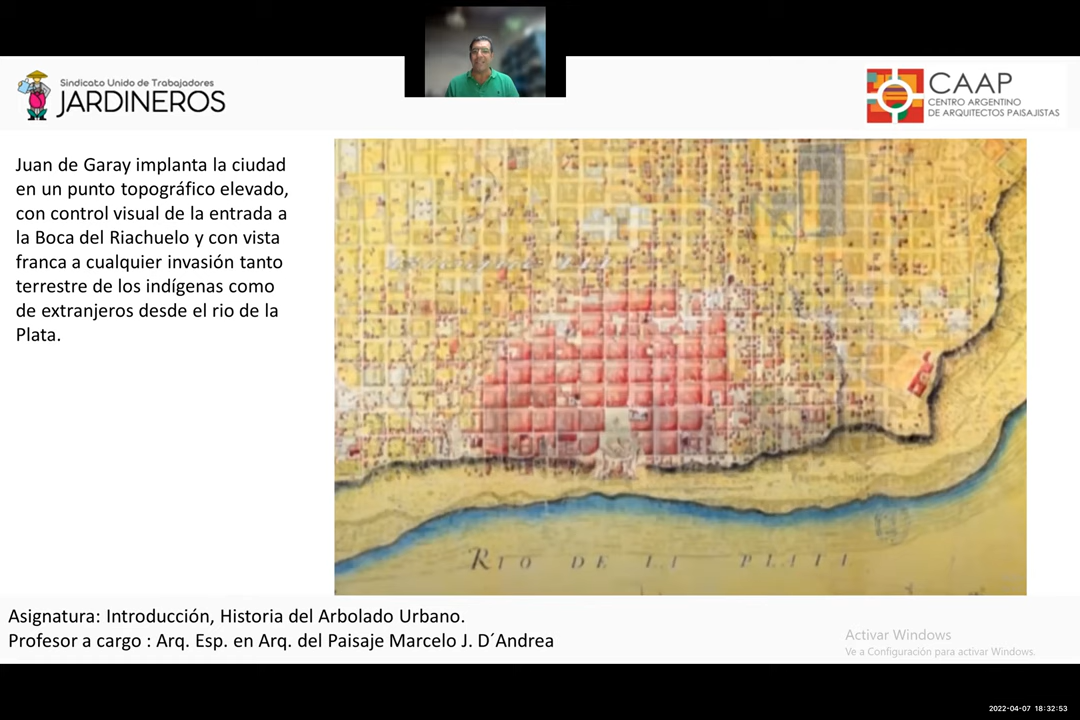 Sindicato Unido de Trabajadores
JARDINEROS
CAAP
CENTRO ARGENTINO
DE ARQUITECTOS PAISAJISTAS
Juan de Garay implanta la ciudad
en un punto topográfico elevado,
con control visual de la entrada a
la Boca del Riachuelo y con vista
franca a cualquier invasión tanto
terrestre de los indígenas como
de extranjeros desde el rio de la
Plata.
RIO DE LA PLATA
Asignatura: Introducción, Historia del Arbolado Urbano.
Profesor a cargo : Arq. Esp. en Arq. del Paisaje Marcelo J. D´Andrea
Activar Windows
Ve a Configuración para activar Windows.
2022-04-07 18:32:53